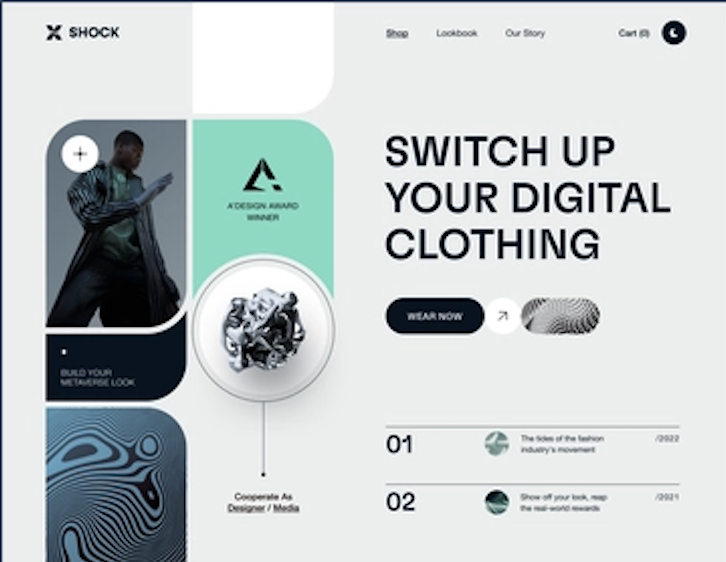 SHOCK
Shop
Lookbook
Our Story
Cart (0)
A'DESIGN AWARD
WINNER
BUILD YOUR
METAVERSE LOOK
Cooperate As
Designer / Media
SWITCH UP
YOUR DIGITAL
CLOTHING
WEAR NOW
01
The tides of the fashion
industry's movement
/2022
02
Show off your look, reap
the real-world rewards
/2021